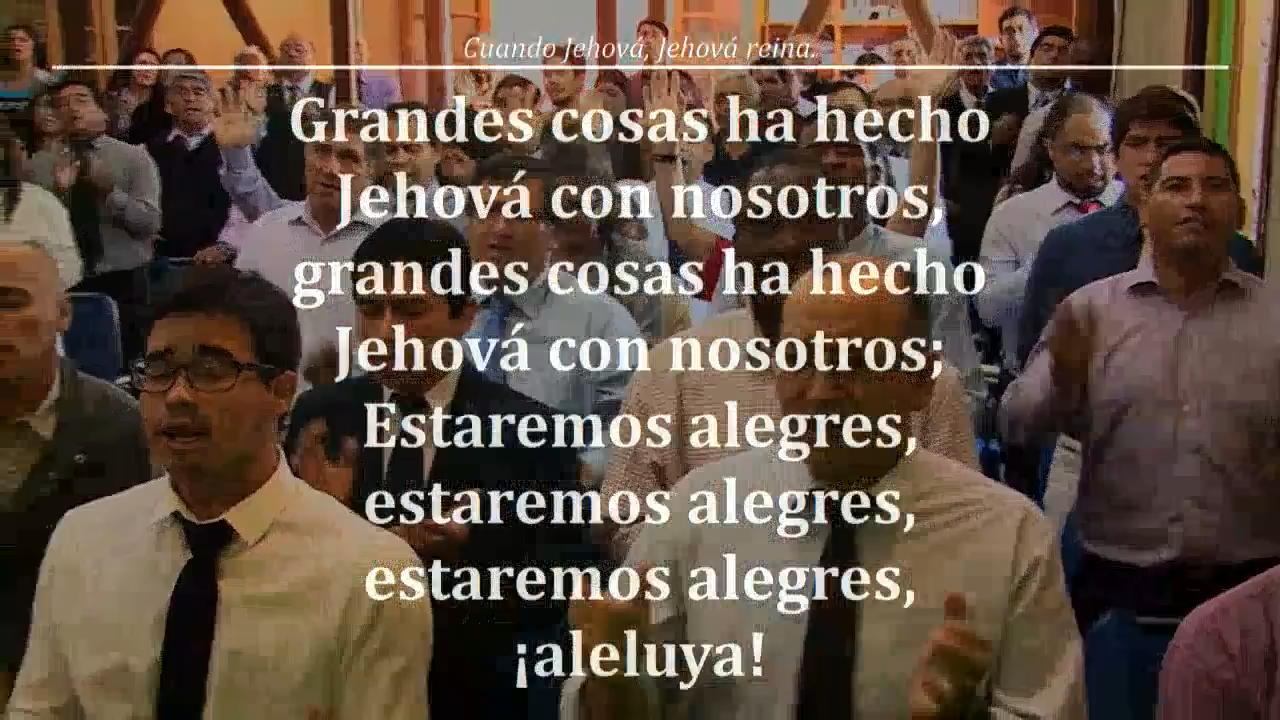 Cuando Jehová, Jehová reina.
Grandes cosas ha hecho
Jehová con nosotros,
grandes cosas ha hecho
Jehová con nosotros;
Estaremos alegres,
estaremos alegres,
estaremos alegres,
¡aleluya!